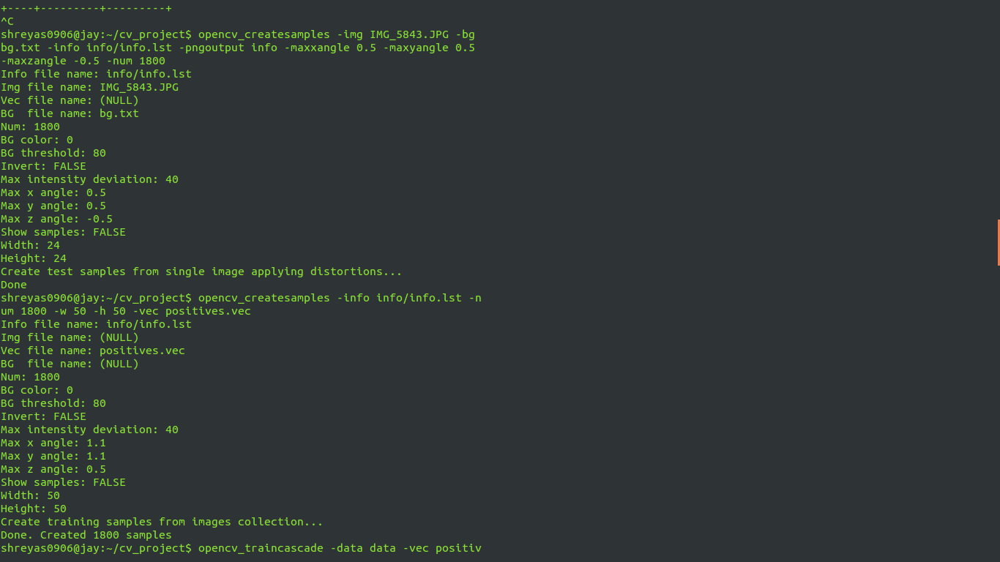 +----+---------+---------+
^C
shreyas0906@jay:~/cv_project$ opencv_createsamples -img IMG_5843.JPG -bg
bg.txt -info info/info.lst -pngoutput info -maxxangle 0.5 -maxyangle 0.5
-maxzangle -0.5 -num 1800
Info file name: info/info.lst
Img file name: IMG_5843.JPG
Vec file name: (NULL)
BG  file name: bg.txt
Num: 1800
BG color: 0
BG threshold: 80
Invert: FALSE
Max intensity deviation: 40
Max x angle: 0.5
Max y angle: 0.5
Max z angle: -0.5
Show samples: FALSE
Width: 24
Height: 24
Create test samples from single image applying distortions...
Done
shreyas0906@jay:~/cv_project$ opencv_createsamples -info info/info.lst -n
um 1800 -w 50 -h 50 -vec positives.vec
Info file name: info/info.lst
Img file name: (NULL)
Vec file name: positives.vec
BG  file name: (NULL)
Num: 1800
BG color: 0
BG threshold: 80
Invert: FALSE
Max intensity deviation: 40
Max x angle: 1.1
Max y angle: 1.1
Max z angle: 0.5
Show samples: FALSE
Width: 50
Height: 50
Create training samples from images collection...
Done. Created 1800 samples
shreyas0906@jay:~/cv_project$ opencv_traincascade -data data -vec positiv